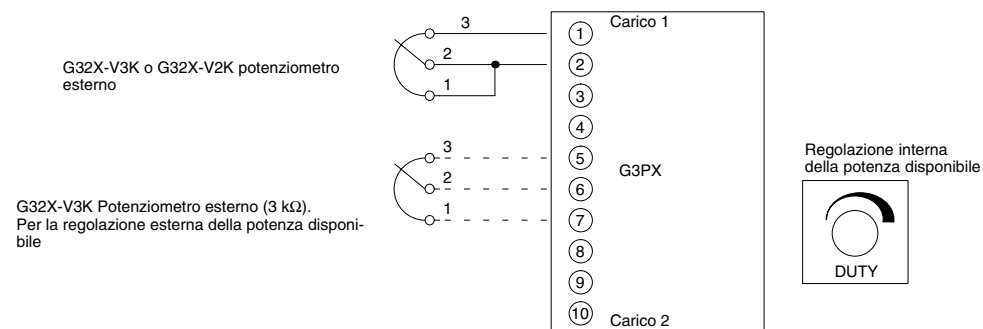 3
Carico 1
1
G32X-V3K o G32X-V2K potenziometro
esterno
2
2
1
3
4
3
5
Regolazione interna
della potenza disponibile
G3PX
2
6
G32X-V3K Potenziometro esterno (3 kΩ).
Per la regolazione esterna della potenza disponi-
bile
1
7
8
DUTY
9
10
Carico 2